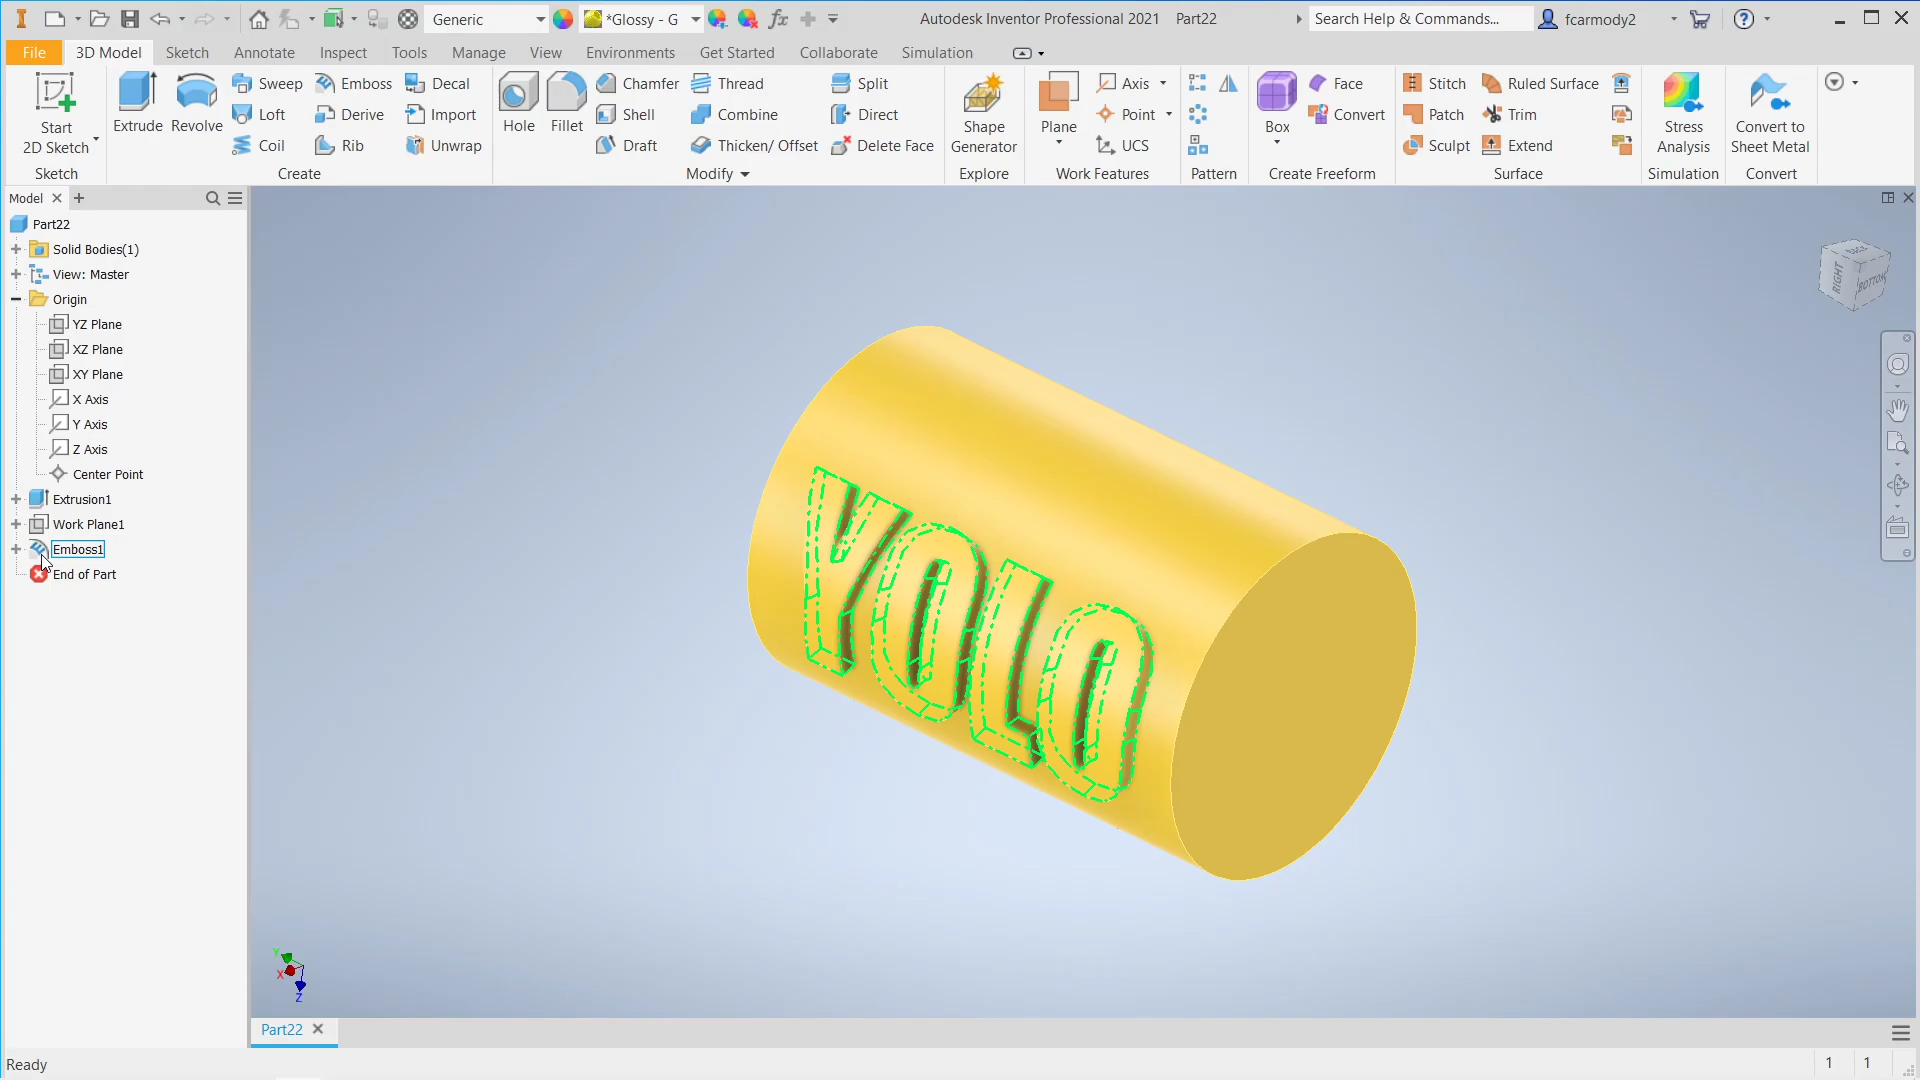 Generic
*Glossy - G
fx
Autodesk Inventor Professional 2021 Part22
Search Help & Commands...
fcarmody2
File 3D Model Sketch Annotate Inspect Tools Manage View Environments Get Started Collaborate Simulation
Start
2D Sketch
Sketch
Extrude
Revolve
Sweep
Loft
Coil
Emboss
Derive
Rib
Decal
Import
Unwrap
Create
Hole
Fillet
Chamfer
Shell
Draft
Thread
Combine
Thicken/ Offset
Split
Direct
Delete Face
Modify
Shape
Generator
Explore
Plane
Axis
Point
UCS
Work Features
Pattern
Box
Face
Convert
Create Freeform
Stitch
Patch
Sculpt
Ruled Surface
Trim
Extend
Surface
Stress
Analysis
Simulation
Convert to
Sheet Metal
Convert
Model
Part22
Solid Bodies(1)
View: Master
Origin
YZ Plane
XZ Plane
XY Plane
X Axis
Y Axis
Z Axis
Center Point
Extrusion1
Work Plane1
Emboss1
End of Part
YOLO
BACK
RIGHT
BOTTOM
Y
X
Z
Part22
Ready
1 1